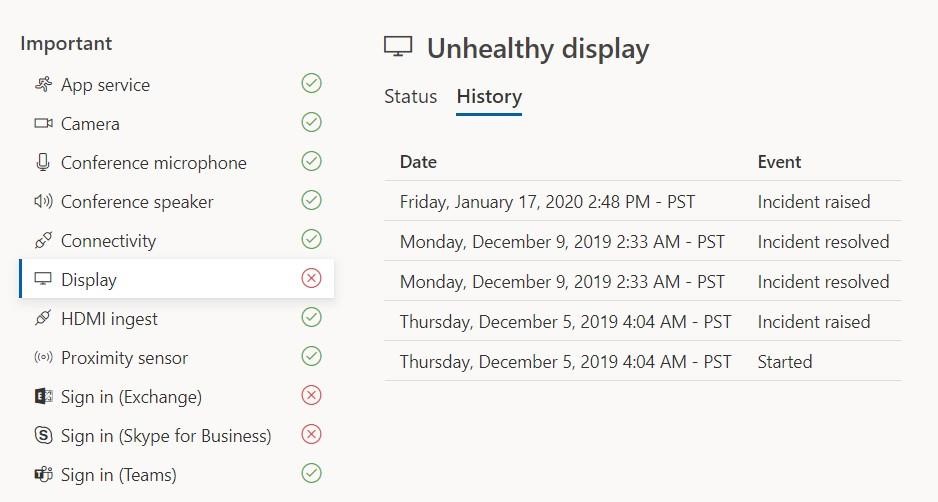 Important
App service
Camera
Conference microphone
Conference speaker
Connectivity
Display
HDMI ingest
Proximity sensor
Sign in (Exchange)
Sign in (Skype for Business)
Sign in (Teams)
Unhealthy display
Status History
Date Event
Friday, January 17, 2020 2:48 PM - PST Incident raised
Monday, December 9, 2019 2:33 AM - PST Incident resolved
Monday, December 9, 2019 2:33 AM - PST Incident resolved
Thursday, December 5, 2019 4:04 AM - PST Incident raised
Thursday, December 5, 2019 4:04 AM - PST Started